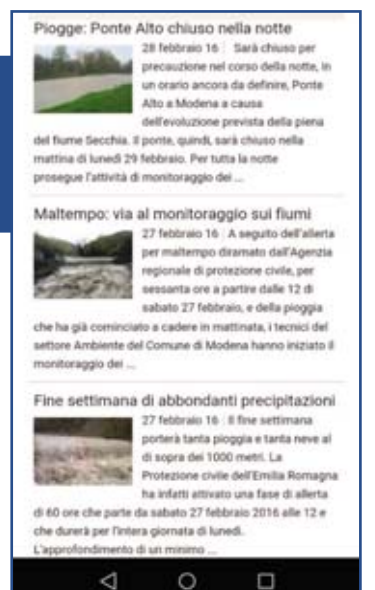 Piogge: Ponte Alto chiuso nella notte
28 febbraio 16 | Sarà chiuso per
precauzione nel corso della notte, in
un orario ancora da definire, Ponte
Alto a Modena a causa
dell'evoluzione prevista della piena
del fiume Secchia. Il ponte, quindi, sarà chiuso nella
mattina di lunedì 29 febbraio. Per tutta la notte
prosegue l'attività di monitoraggio dei ...
Maltempo: via al monitoraggio sui fiumi
27 febbraio 16 | A seguito dell'allerta
per maltempo diramato dall'Agenzia
regionale di protezione civile, per
sessanta ore a partire dalle 12 di
sabato 27 febbraio, e della pioggia
che ha già cominciato a cadere in mattinata, i tecnici del
settore Ambiente del Comune di Modena hanno iniziato il
monitoraggio dei ...
Fine settimana di abbondanti precipitazioni
27 febbraio 16 | Il fine settimana
porterà tanta pioggia e tanta neve al
di sopra dei 1000 metri. La
Protezione civile dell'Emilia Romagna
ha infatti attivato una fase di allerta
di 60 ore che parte da sabato 27 febbraio 2016 alle 12 e
che durerà per l'intera giornata di lunedì.
L'approfondimento di un minimo ...